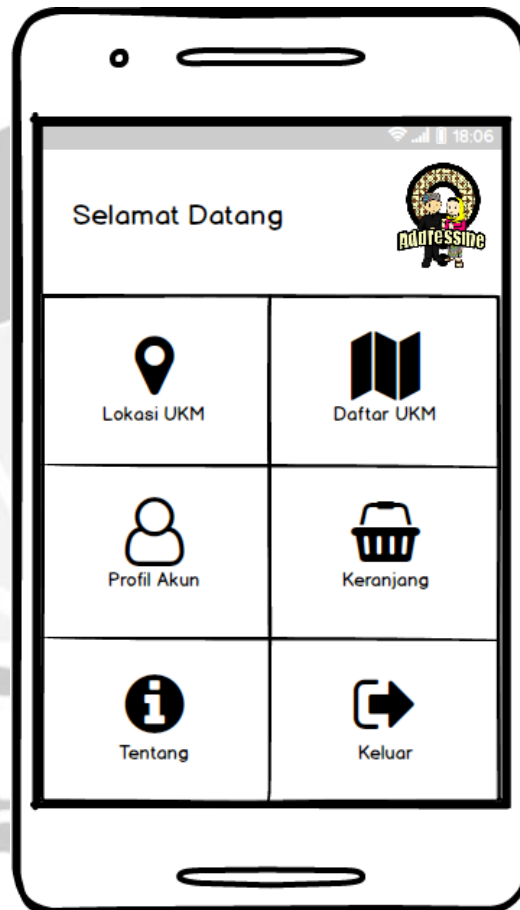 18:06
Selamat Datang
Addressine
Lokasi UKM
Daftar UKM
Profil Akun
Keranjang
Tentang
Keluar